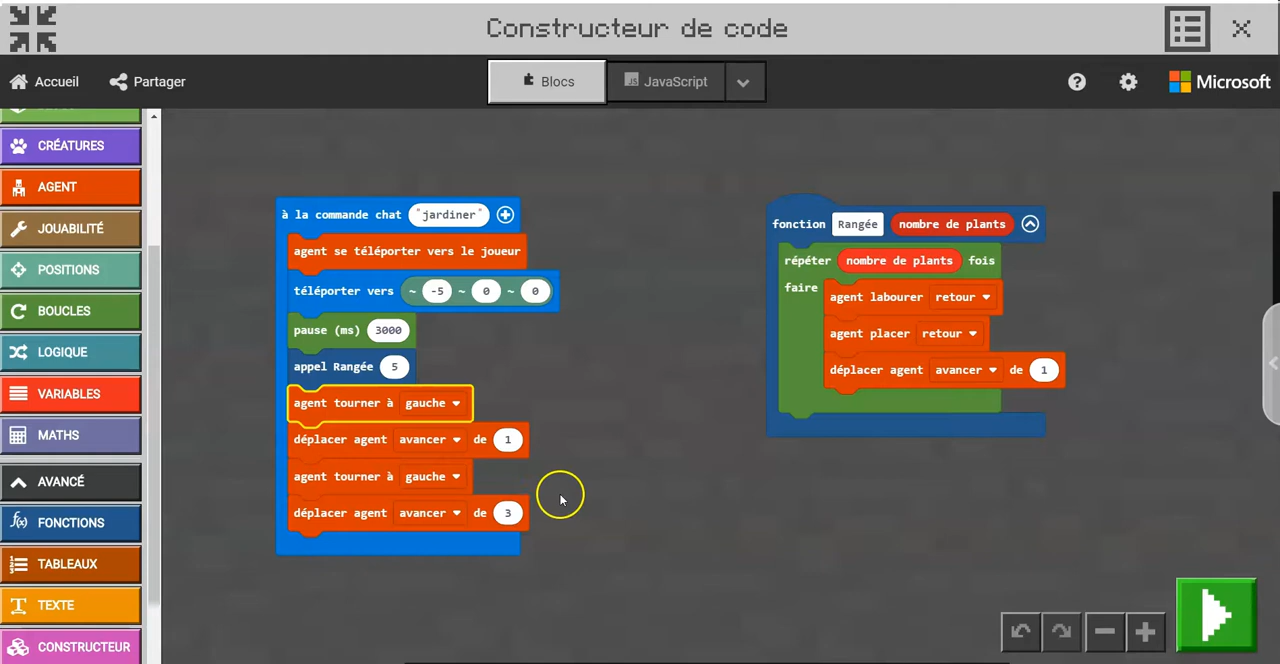 Constructeur de code
Accueil
Partager
Blocs
JS JavaScript
?
Microsoft
CRÉATURES
AGENT
JOUABILITÉ
POSITIONS
BOUCLES
LOGIQUE
VARIABLES
MATHS
AVANCÉ
f(x) FONCTIONS
TABLEAUX
T TEXTE
CONSTRUCTEUR
à la commande chat "jardiner"
agent se téléporter vers le joueur
téléporter vers ~ -5 ~ 0 ~ 0
pause (ms) 3000
appel Rangée 5
agent tourner à gauche
déplacer agent avancer de 1
agent tourner à gauche
déplacer agent avancer de 3
fonction Rangée nombre de plants
répéter nombre de plants fois
faire
agent labourer retour
agent placer retour
déplacer agent avancer de 1